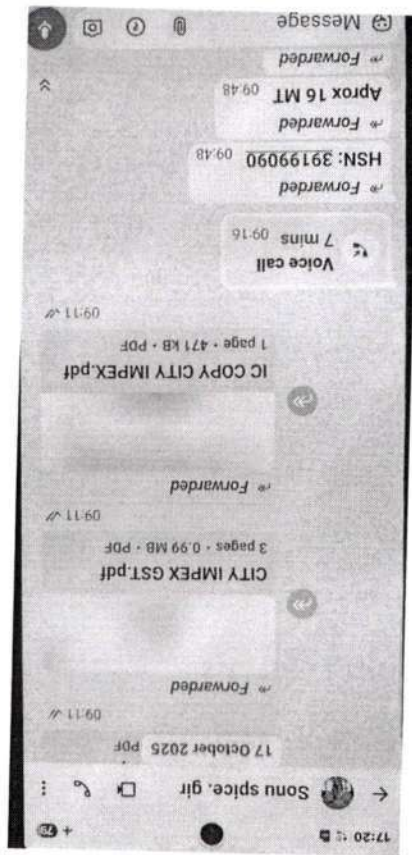 17:20
79
Sonu spice. gir
17 October 2025
PDF
09:11
Forwarded
CITY IMPEX GST.pdf
3 pages • 0.99 MB • PDF
09:11
Forwarded
IC COPY CITY IMPEX.pdf
1 page • 471 kB • PDF
09:11
Voice call
7 mins 09:16
Forwarded
HSN: 39199090 09:48
Forwarded
Aprox 16 MT 09:48
Forwarded
Message